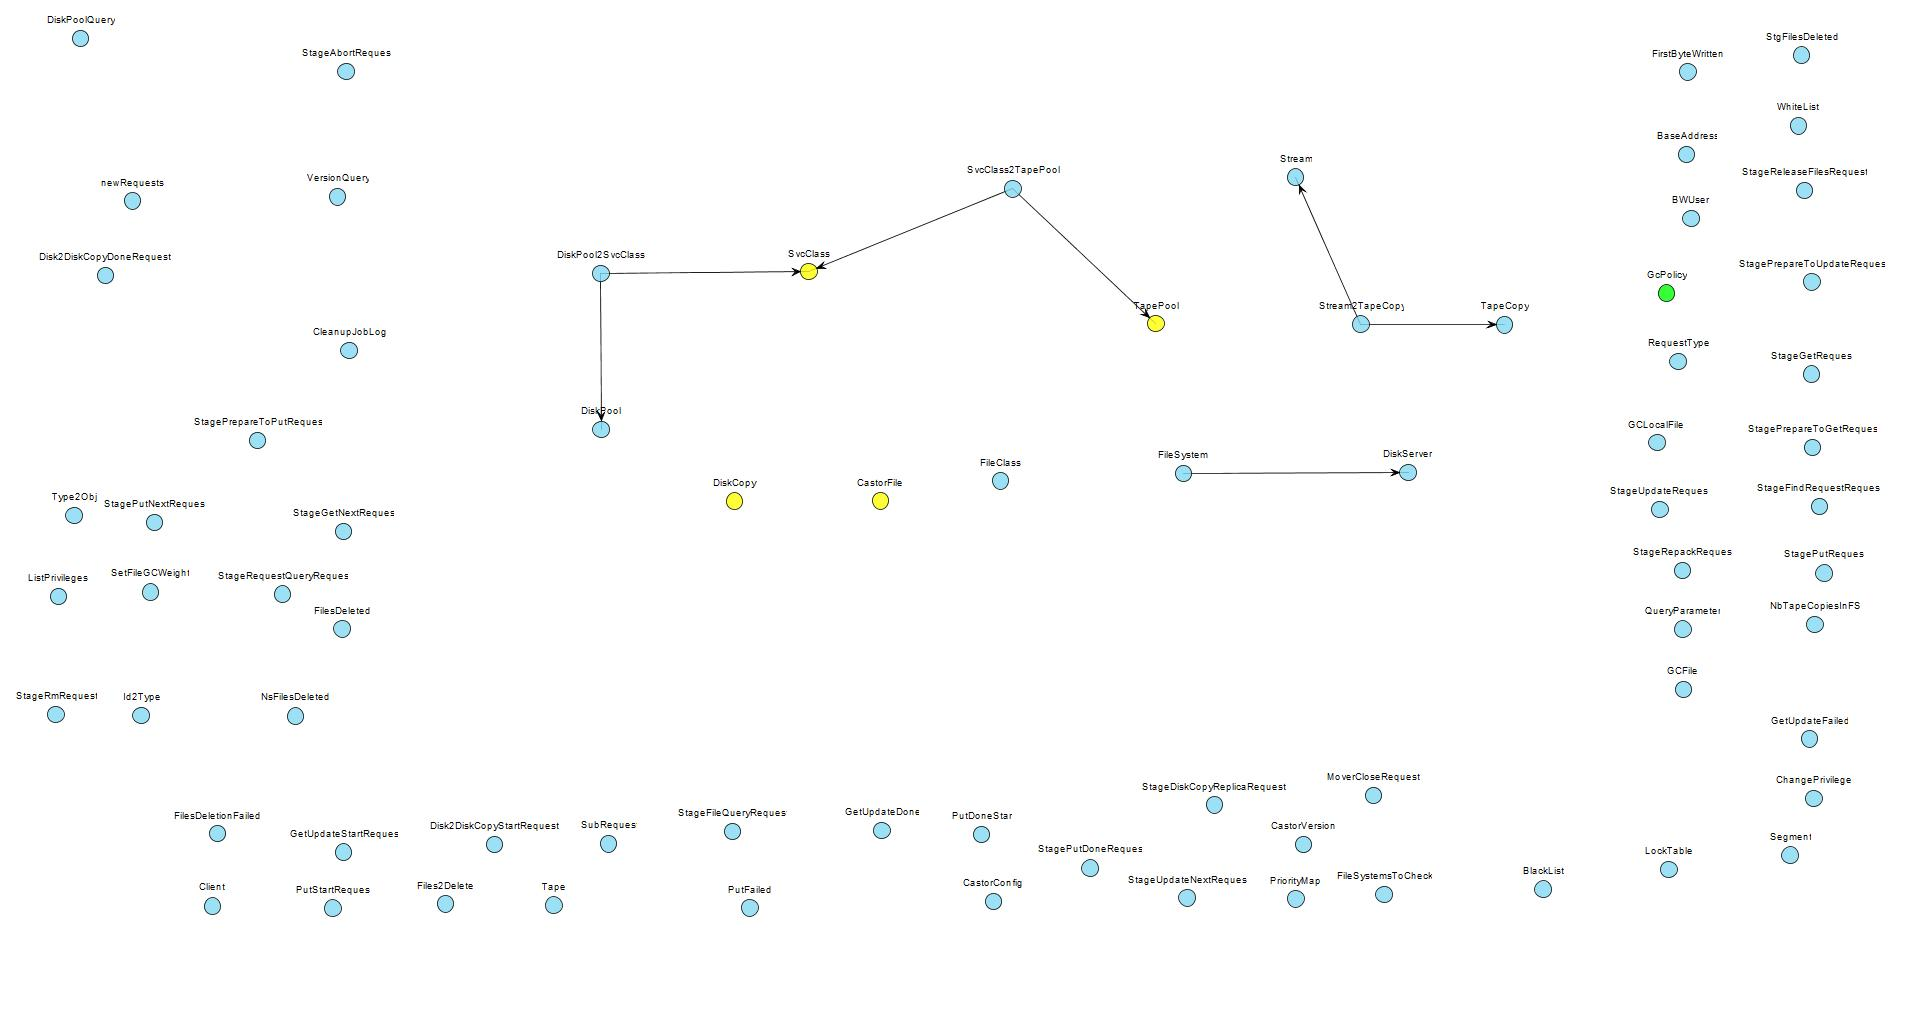 DiskPoolQuery
StgFilesDeleted
StageAbortReques
FirstByteWritten
WhiteList
BaseAddress
Stream
SvcClass2TapePool
StageReleaseFilesRequest
VersionQuery
newRequests
BWUser
Disk2DiskCopyDoneRequest
DiskPool2SvcClass
SvcClass
StagePrepareToUpdateReques
GcPolicy
TapePool
Stream2TapeCopy
TapeCopy
CleanupJobLog
RequestType
StageGetReques
DiskPool
StagePrepareToPutReques
GCLocalFile
StagePrepareToGetReques
FileSystem
DiskServer
FileClass
DiskCopy
CastorFile
StageUpdateReques
StageFindRequestReques
Type2Obj
StagePutNextReques
StageGetNextReques
StageRepackReques
StagePutReques
ListPrivileges
SetFileGCWeight
StageRequestQueryReques
FilesDeleted
QueryParameter
NbTapeCopiesInFS
GCFile
StageRmRequest
Id2Type
NsFilesDeleted
GetUpdateFailed
StageDiskCopyReplicaRequest
MoverCloseRequest
ChangePrivilege
FilesDeletionFailed
GetUpdateStartReques
Disk2DiskCopyStartRequest
SubReques
StageFileQueryReques
GetUpdateDone
PutDoneStar
CastorVersion
Segment
StagePutDoneReques
LockTable
Client
PutStartReques
Files2Delete
Tape
PutFailed
CastorConfig
StageUpdateNextReques
PriorityMap
FileSystemsToCheck
BlackList